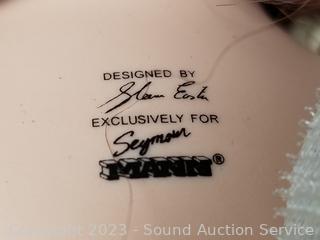 DESIGNED BY
EXCLUSIVELY FOR
Seymour
MANN®
Copyright 2023 - Sound Auction Service